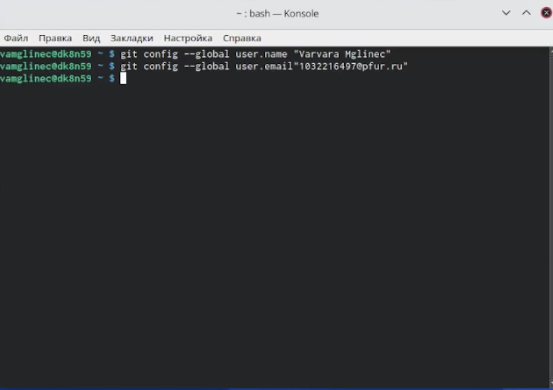 ~ : bash — Konsole
Файл Правка Вид Закладки Настройка Справка
vamglinec@dk8n59 ~ $ git config --global user.name "Varvara Mglinec"
vamglinec@dk8n59 ~ $ git config --global user.email"1032216497@pfur.ru"
vamglinec@dk8n59 ~ $